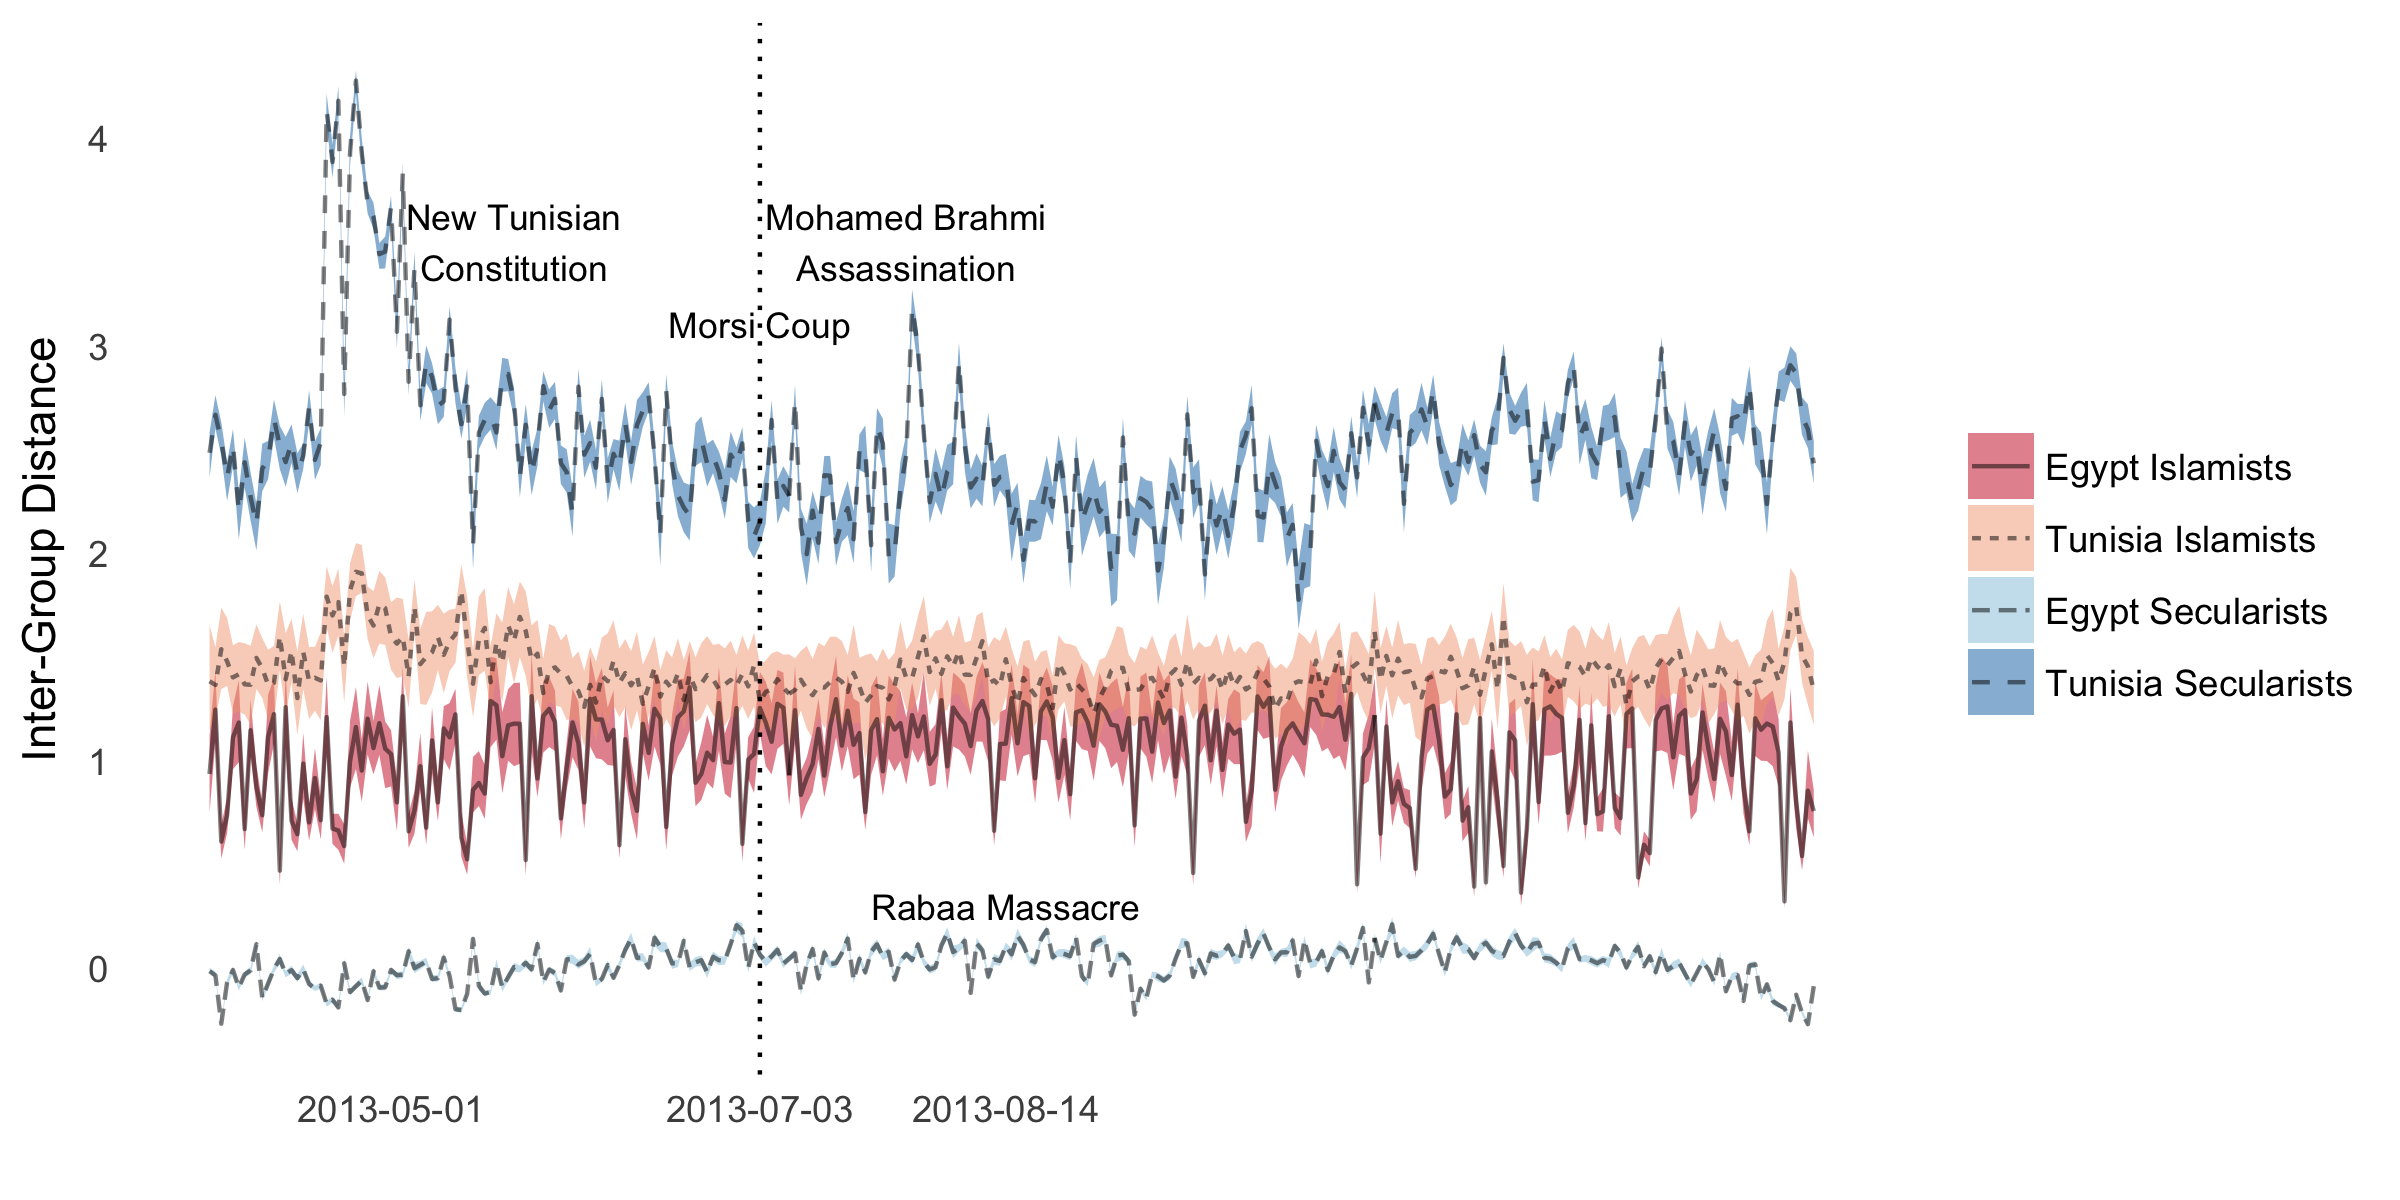 Inter-Group Distance
4
3
2
1
0
New Tunisian
Constitution
Mohamed Brahmi
Assassination
Morsi Coup
Rabaa Massacre
2013-05-01
2013-07-03
2013-08-14
Egypt Islamists
Tunisia Islamists
Egypt Secularists
Tunisia Secularists